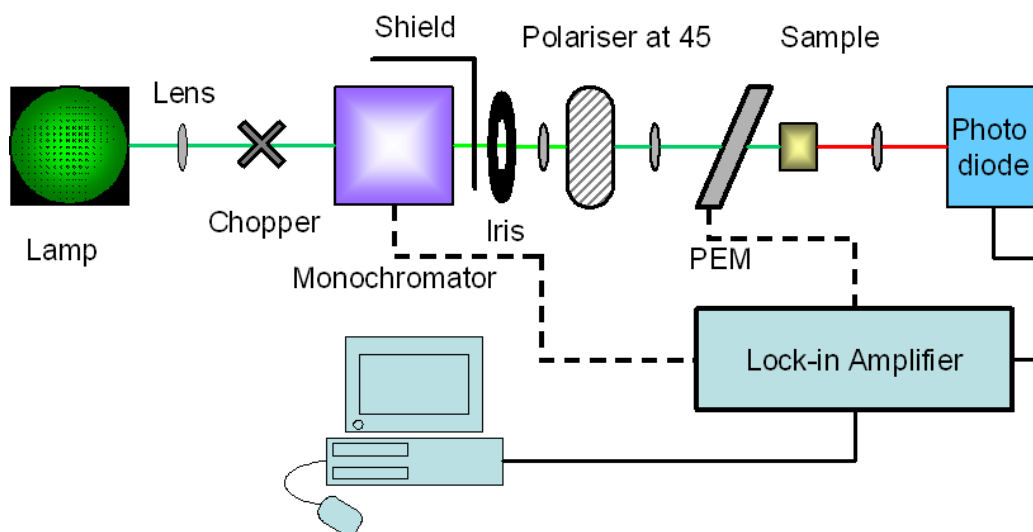 Shield
Polariser at 45
Sample
Lens
Photo
diode
Chopper
Iris
Lamp
Monochromator
PEM
Lock-in Amplifier